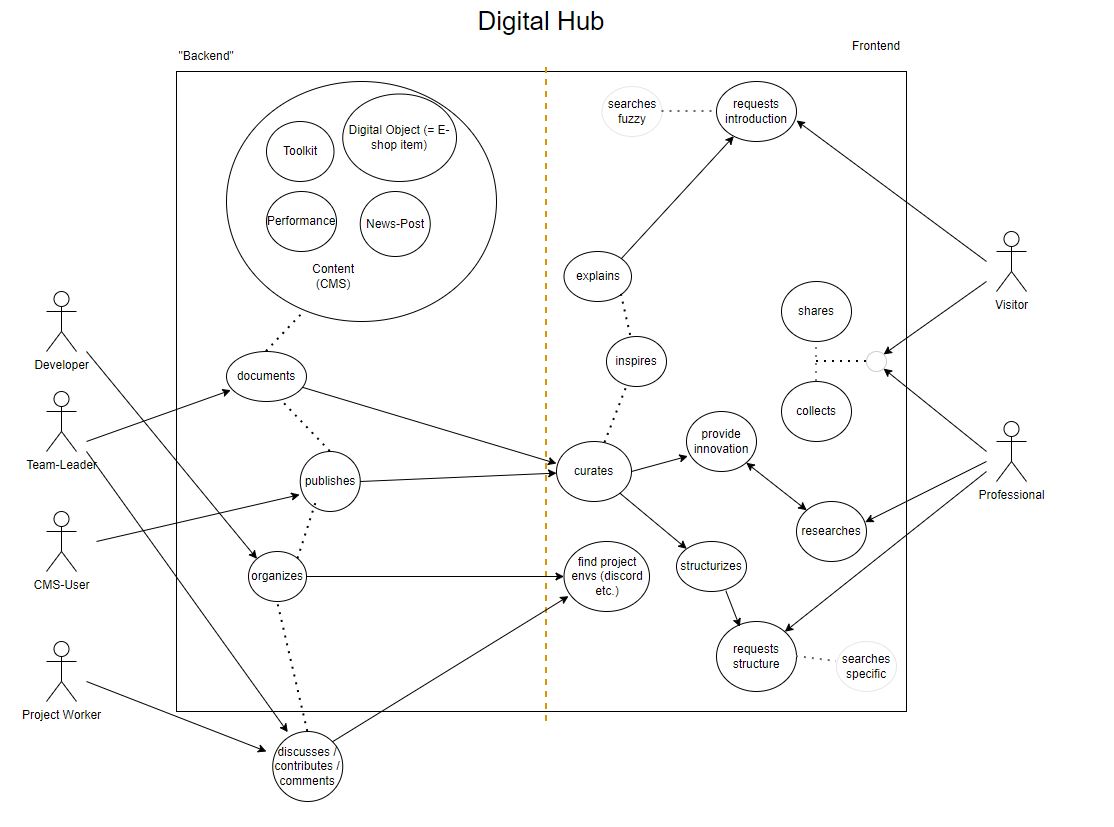 Digital Hub
"Backend"
Frontend
Toolkit
Digital Object (= E-
shop item)
Performance
News-Post
Content
(CMS)
searches
fuzzy
requests
introduction
explains
inspires
shares
collects
Visitor
Developer
documents
Team-Leader
publishes
curates
provide
innovation
Professional
researches
CMS-User
organizes
find project
envs (discord
etc.)
structurizes
requests
structure
searches
specific
Project Worker
discusses /
contributes /
comments